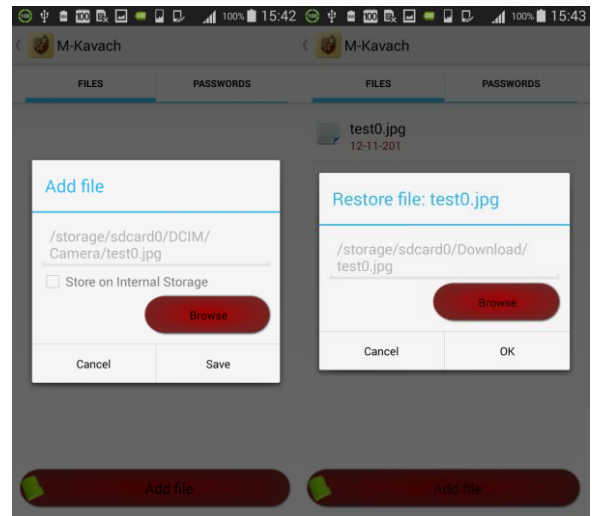 100 100% 15:42
M-Kavach
FILES PASSWORDS
Add file
/storage/sdcard0/DCIM/
Camera/test0.jpg
Store on Internal Storage
Browse
Cancel Save
Add file
100 100% 15:43
M-Kavach
FILES PASSWORDS
test0.jpg
12-11-201
Restore file: test0.jpg
/storage/sdcard0/Download/
test0.jpg
Browse
Cancel OK
Add file